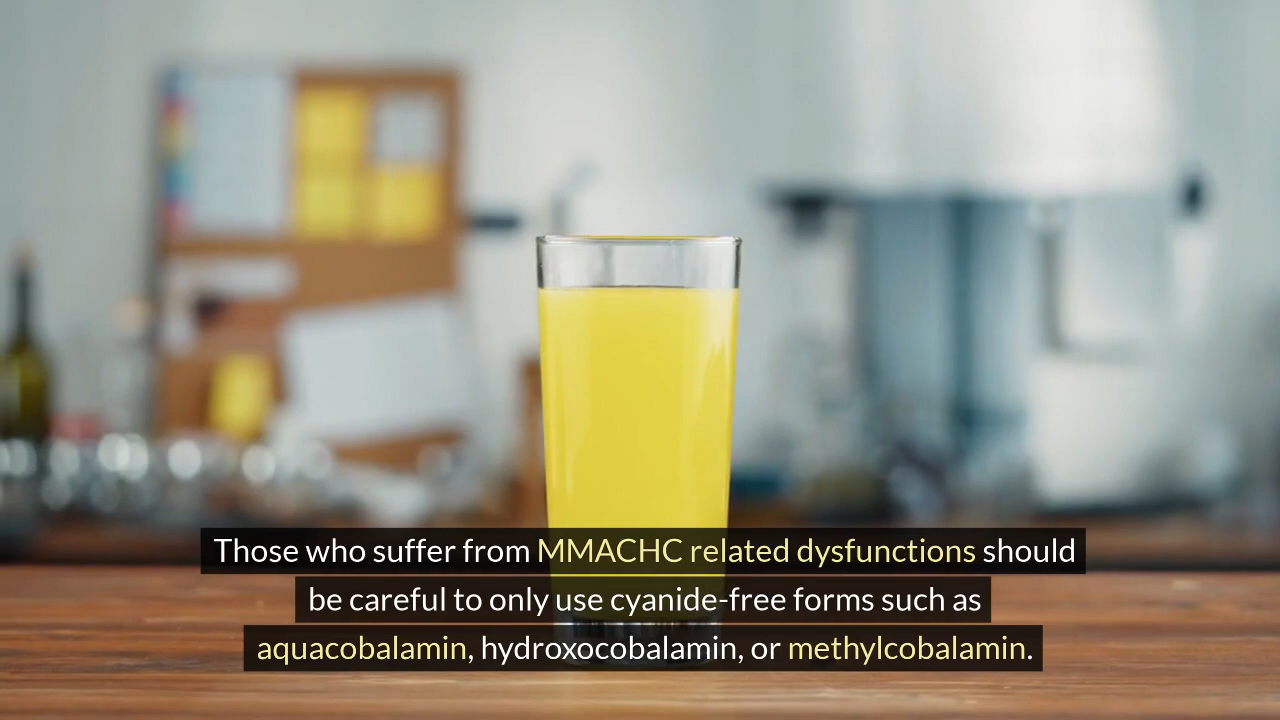 Those who suffer from MMACHC related dysfunctions should
be careful to only use cyanide-free forms such as
aquacobalamin, hydroxocobalamin, or methylcobalamin.